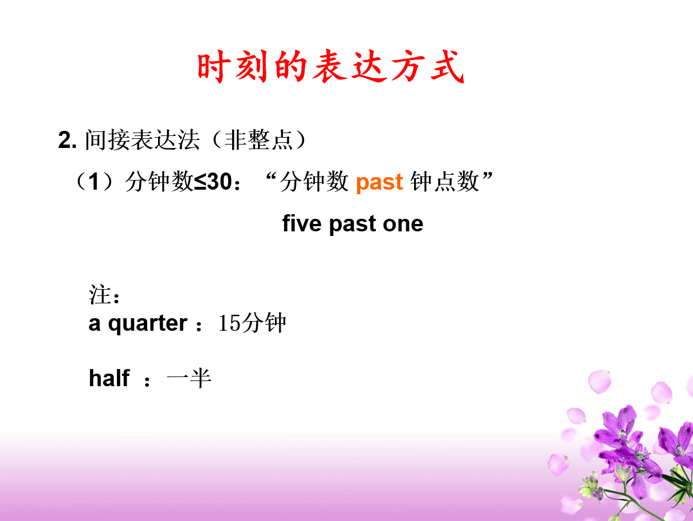 时刻的表达方式
2. 间接表达法（非整点）
（1）分钟数≤30：“分钟数 past 钟点数”
five past one
注：
a quarter ：15分钟
half ：一半